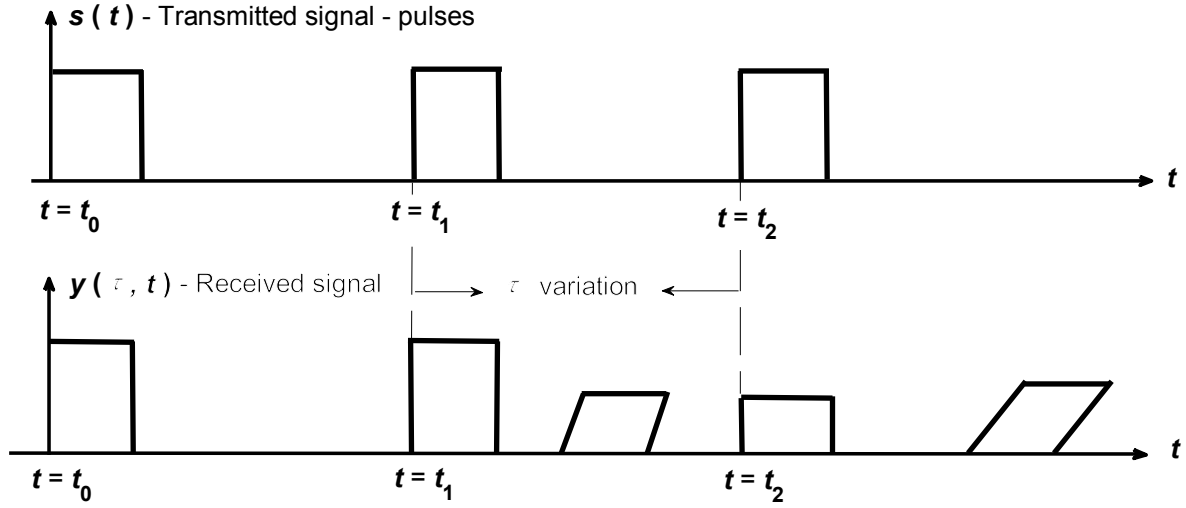 s ( t ) - Transmitted signal - pulses
t
t = t0
t = t1
t = t2
y ( τ , t ) - Received signal
τ variation
t
t = t0
t = t1
t = t2